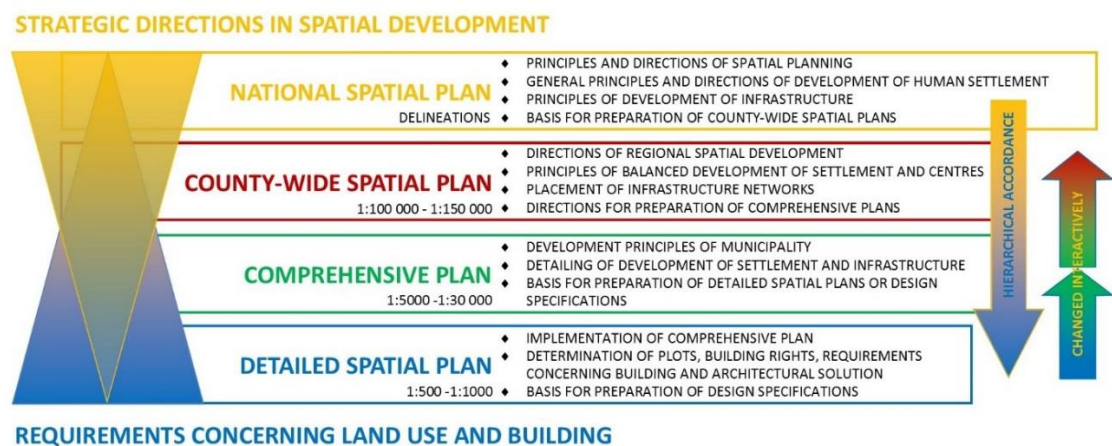 STRATEGIC DIRECTIONS IN SPATIAL DEVELOPMENT
NATIONAL SPATIAL PLAN
DELINEATIONS
♦ PRINCIPLES AND DIRECTIONS OF SPATIAL PLANNING
♦ GENERAL PRINCIPLES AND DIRECTIONS OF DEVELOPMENT OF HUMAN SETTLEMENT
♦ PRINCIPLES OF DEVELOPMENT OF INFRASTRUCTURE
♦ BASIS FOR PREPARATION OF COUNTY-WIDE SPATIAL PLANS
COUNTY-WIDE SPATIAL PLAN
1:100 000 - 1:150 000
♦ DIRECTIONS OF REGIONAL SPATIAL DEVELOPMENT
♦ PRINCIPLES OF BALANCED DEVELOPMENT OF SETTLEMENT AND CENTRES
♦ PLACEMENT OF INFRASTRUCTURE NETWORKS
♦ DIRECTIONS FOR PREPARATION OF COMPREHENSIVE PLANS
COMPREHENSIVE PLAN
1:5000 -1:30 000
♦ DEVELOPMENT PRINCIPLES OF MUNICIPALITY
♦ DETAILING OF DEVELOPMENT OF SETTLEMENT AND INFRASTRUCTURE
♦ BASIS FOR PREPARATION OF DETAILED SPATIAL PLANS OR DESIGN
SPECIFICATIONS
DETAILED SPATIAL PLAN
1:500 -1:1000
♦ IMPLEMENTATION OF COMPREHENSIVE PLAN
♦ DETERMINATION OF PLOTS, BUILDING RIGHTS, REQUIREMENTS
CONCERNING BUILDING AND ARCHITECTURAL SOLUTION
♦ BASIS FOR PREPARATION OF DESIGN SPECIFICATIONS
HIERARCHICAL ACCORDANCE
CHANGED INTERACTIVELY
REQUIREMENTS CONCERNING LAND USE AND BUILDING